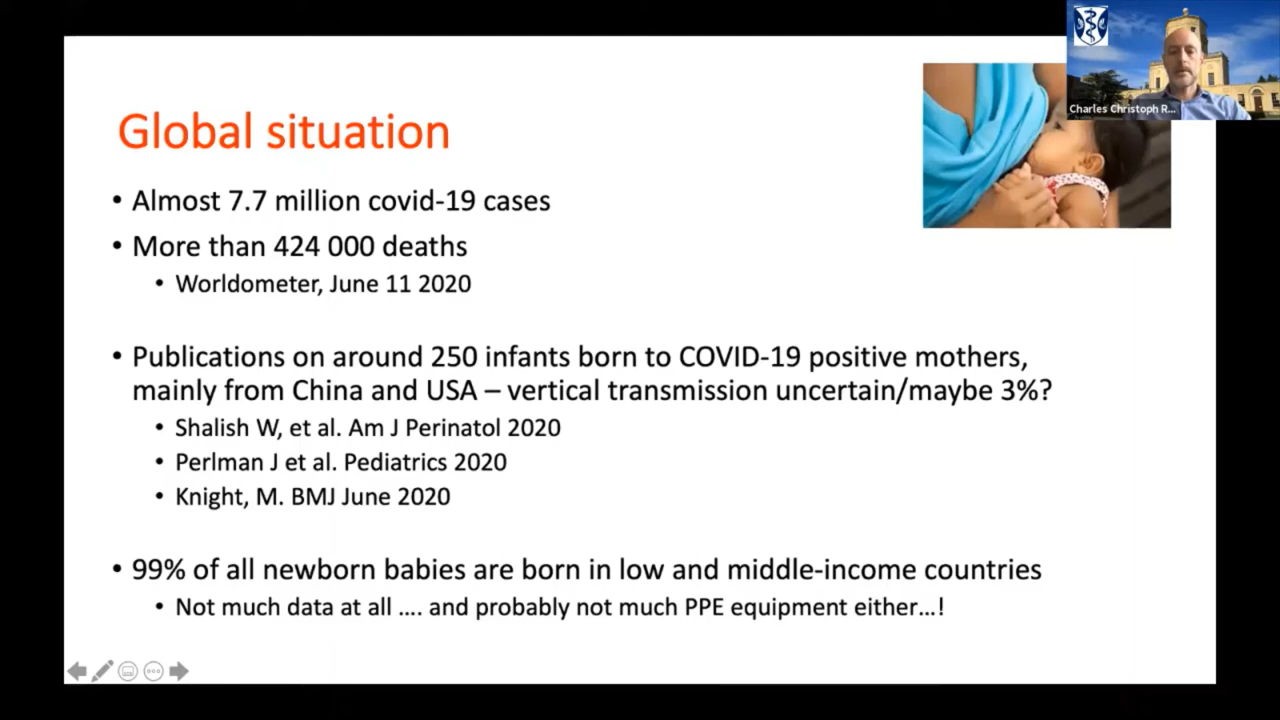 Charles Christoph R...
Global situation
• Almost 7.7 million covid-19 cases
• More than 424 000 deaths
• Worldometer, June 11 2020
• Publications on around 250 infants born to COVID-19 positive mothers,
mainly from China and USA – vertical transmission uncertain/maybe 3%?
• Shalish W, et al. Am J Perinatol 2020
• Perlman J et al. Pediatrics 2020
• Knight, M. BMJ June 2020
• 99% of all newborn babies are born in low and middle-income countries
• Not much data at all .... and probably not much PPE equipment either...!